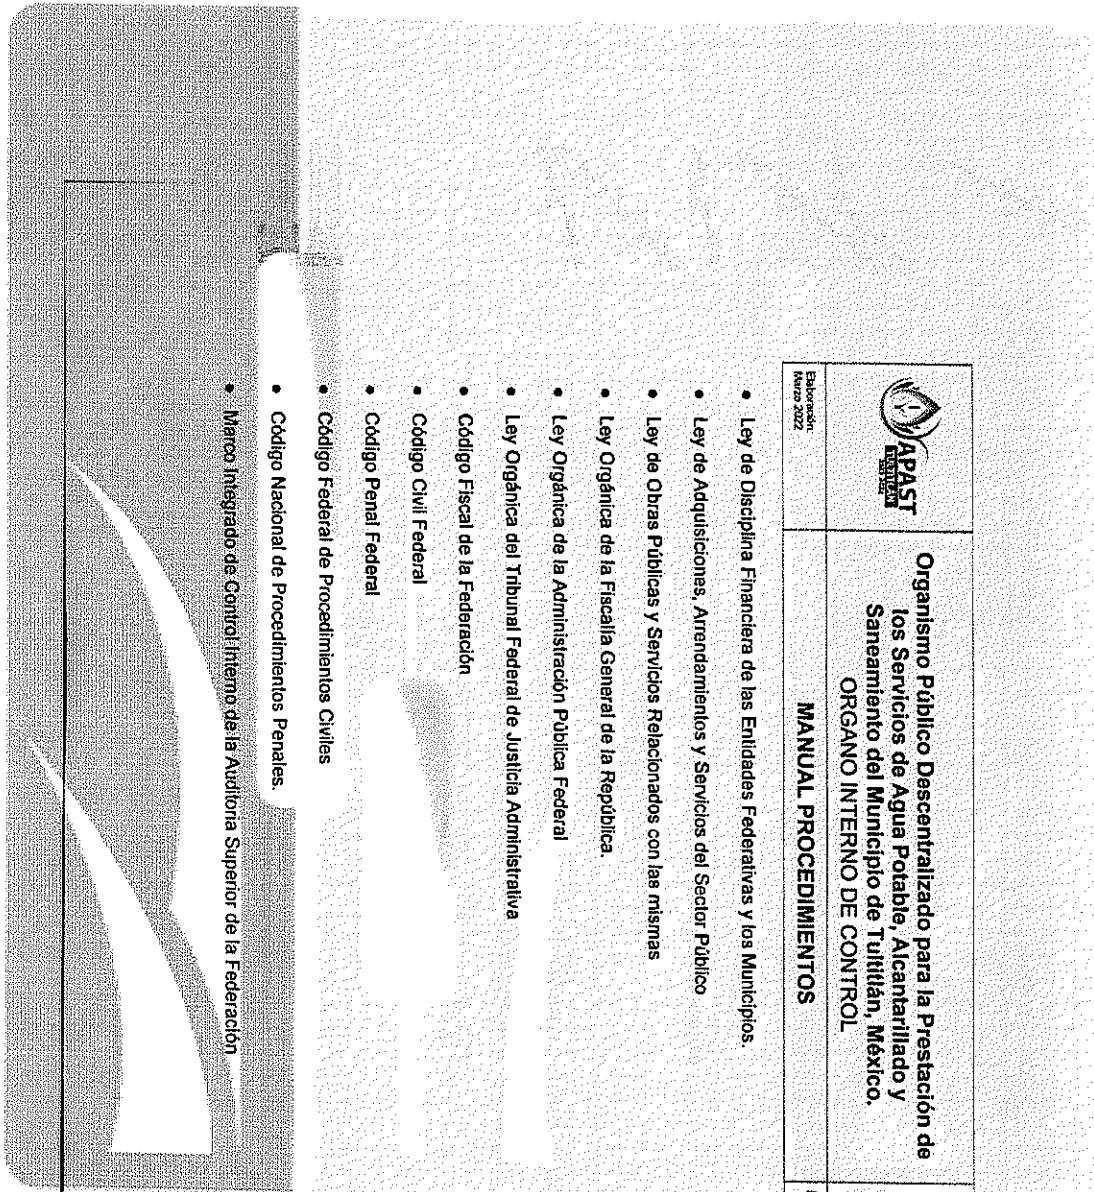 APAST
TULTITLÁN
Organismo Público Descentralizado para la Prestación de
los Servicios de Agua Potable, Alcantarillado y
Saneamiento del Municipio de Tultitlán, México.
ORGANO INTERNO DE CONTROL
Elaboración:
Marzo 2022
MANUAL PROCEDIMIENTOS
• Ley de Disciplina Financiera de las Entidades Federativas y los Municipios.
• Ley de Adquisiciones, Arrendamientos y Servicios del Sector Público
• Ley de Obras Públicas y Servicios Relacionados con las mismas
• Ley Orgánica de la Fiscalía General de la República.
• Ley Orgánica de la Administración Pública Federal
• Ley Orgánica del Tribunal Federal de Justicia Administrativa
• Código Fiscal de la Federación
• Código Civil Federal
• Código Penal Federal
• Código Federal de Procedimientos Civiles
• Código Nacional de Procedimientos Penales.
• Marco Integrado de Control Interno de la Auditoria Superior de la Federación